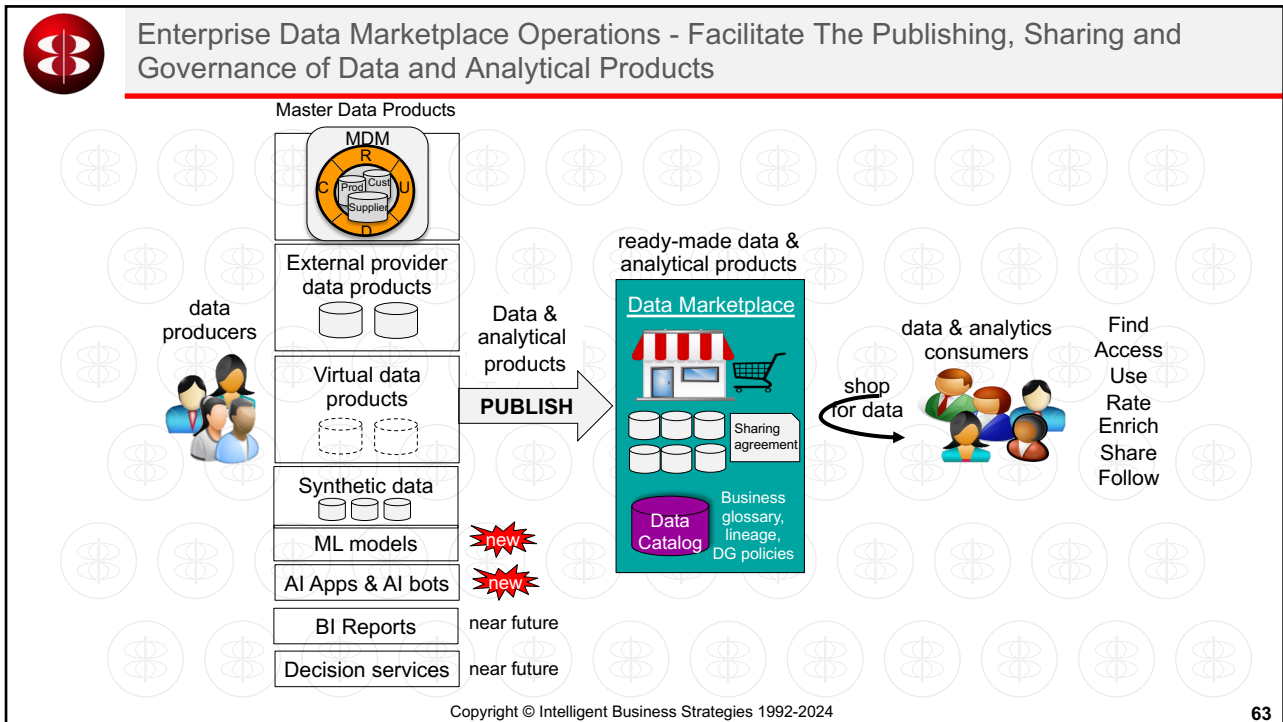 Enterprise Data Marketplace Operations - Facilitate The Publishing, Sharing and
Governance of Data and Analytical Products
Master Data Products
MDM
R
C
U
D
Prod
Cust
Supplier
External provider
data products
data
producers
Virtual data
products
Synthetic data
ML models
new
AI Apps & AI bots
new
BI Reports
near future
Decision services
near future
Data &
analytical
products
PUBLISH
ready-made data &
analytical products
Data Marketplace
Sharing
agreement
Data
Catalog
Business
glossary,
lineage,
DG policies
shop
for data
data & analytics
consumers
Find
Access
Use
Rate
Enrich
Share
Follow
Copyright © Intelligent Business Strategies 1992-2024
63